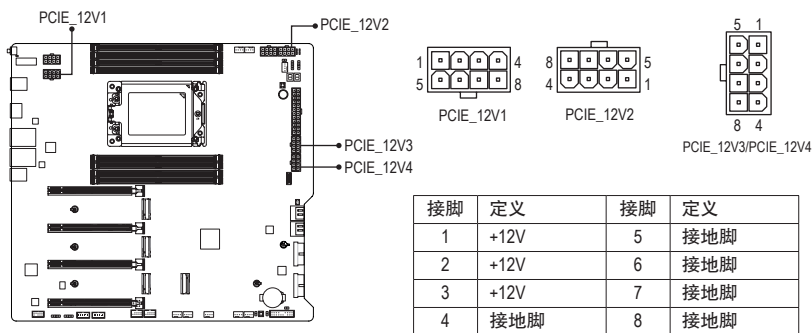 PCIE_12V1
PCIE_12V2
PCIE_12V3
PCIE_12V4
1 4
5 8
PCIE_12V1
8 5
4 1
PCIE_12V2
5 1
8 4
PCIE_12V3/PCIE_12V4
接脚 定义 接脚 定义
1 +12V 5 接地脚
2 +12V 6 接地脚
3 +12V 7 接地脚
4 接地脚 8 接地脚